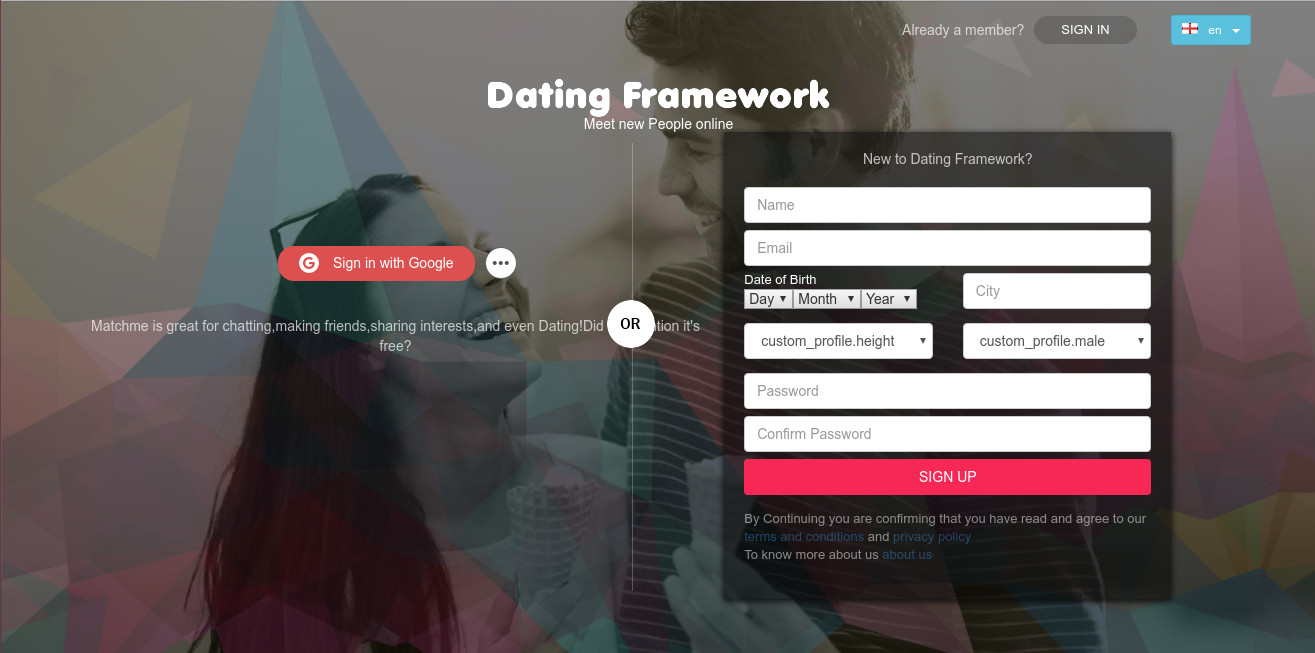 Already a member?
SIGN IN
en
Dating Framework
Meet new People online
New to Dating Framework?
Name
Email
Date of Birth
Day
Month
Year
City
custom_profile.height
custom_profile.male
Password
Confirm Password
SIGN UP
By Continuing you are confirming that you have read and agree to our
terms and conditions and privacy policy
To know more about us about us
G Sign in with Google
Matchme is great for chatting,making friends,sharing interests,and even Dating!Did it's
free?
OR